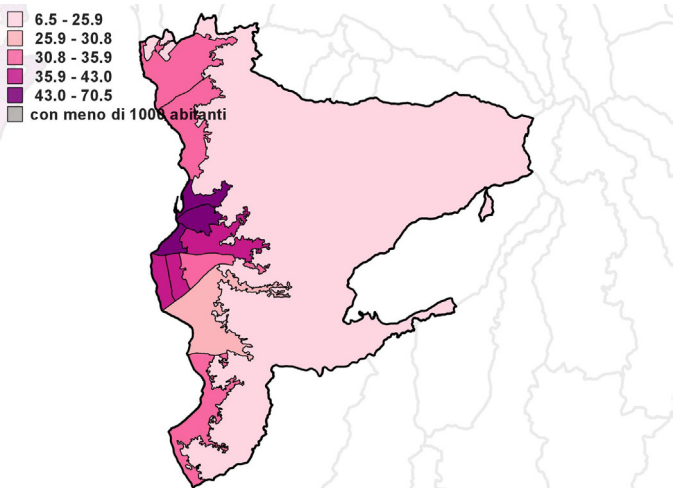 6.5 - 25.9
25.9 - 30.8
30.8 - 35.9
35.9 - 43.0
43.0 - 70.5
con meno di 1000 abitanti